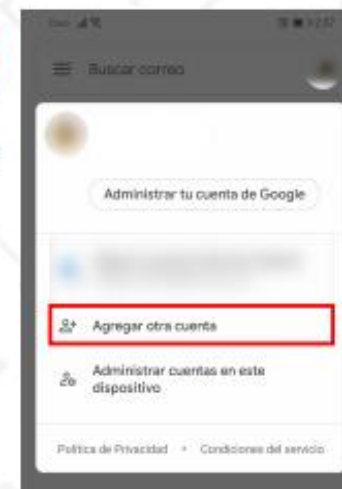 Buscar correo
Administrar tu cuenta de Google
Agregar otra cuenta
Administrar cuentas en este
dispositivo
Política de Privacidad • Condiciones del servicio